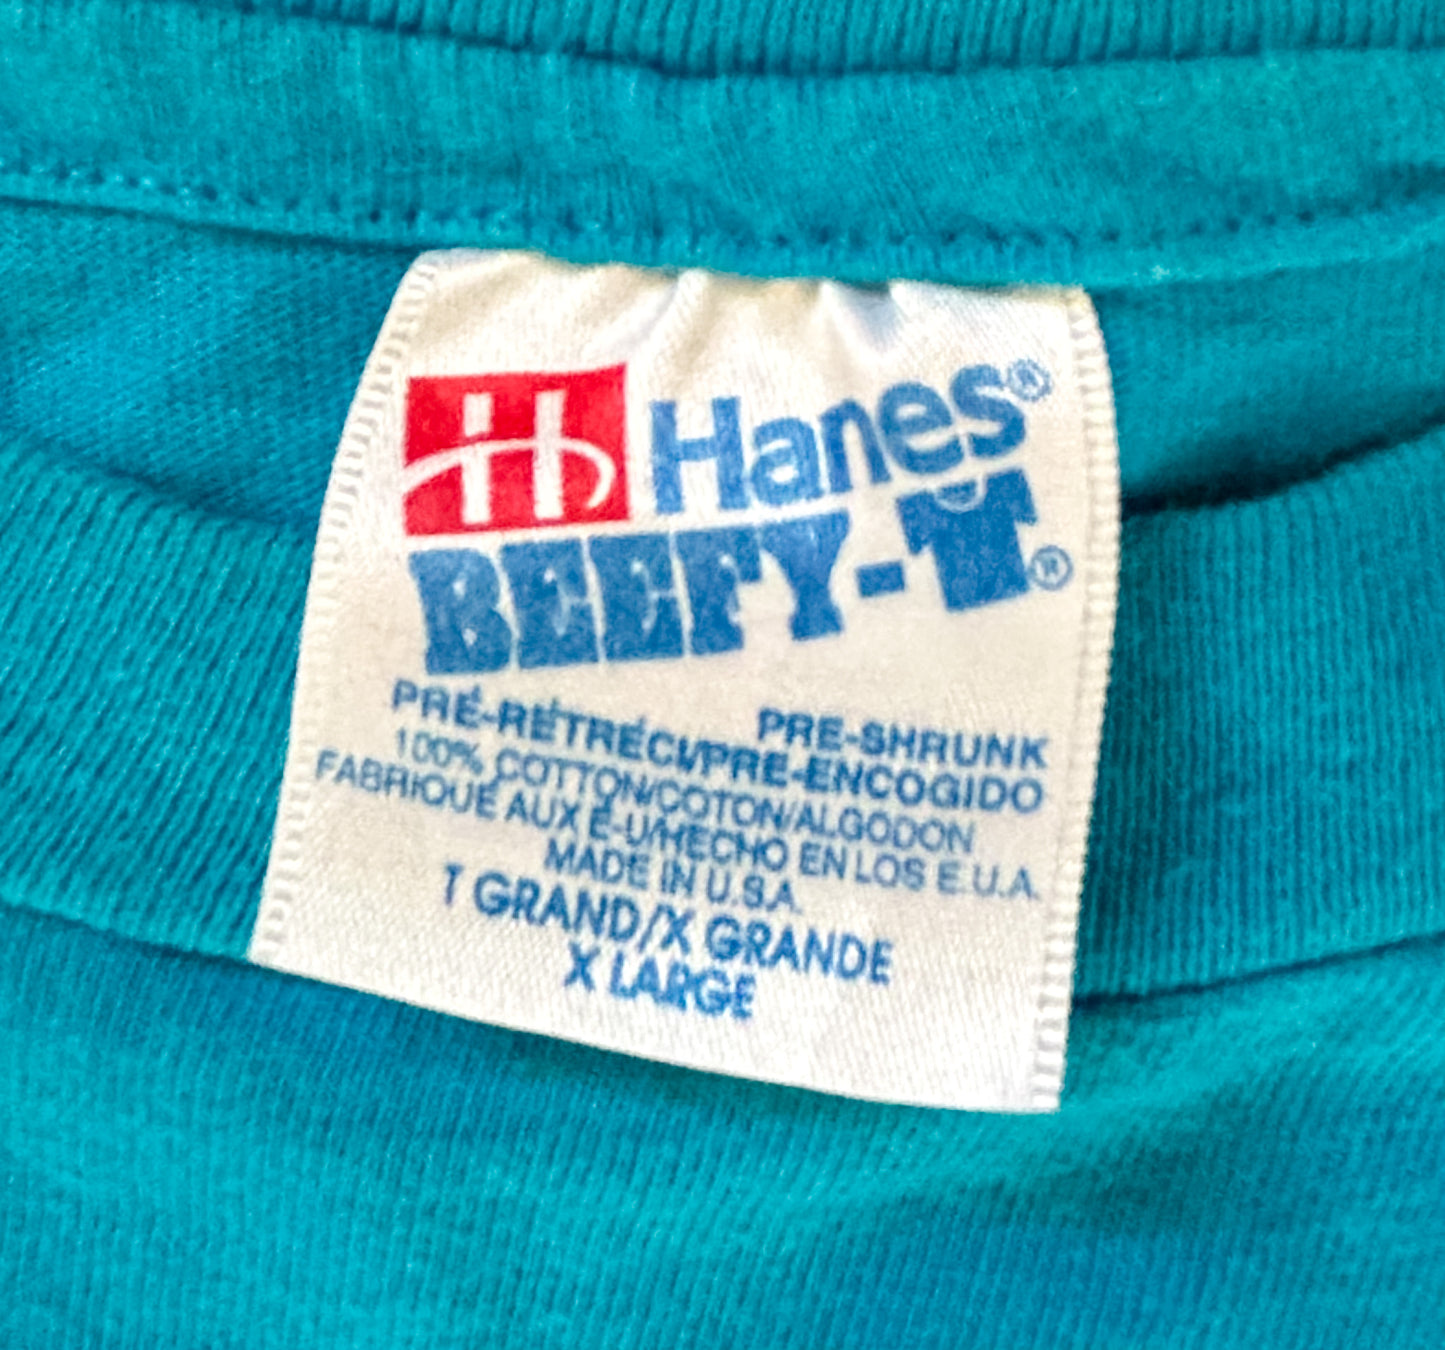 H Hanes®
BEEFY-T®
PRE-SHRUNK
PRÉ-RÉTRÉCI/PRE-ENCOGIDO
100% COTTON/COTON/ALGODON
FABRIQUÉ AUX É-U/HECHO EN LOS E.U.A.
MADE IN U.S.A.
T GRAND/X GRANDE
X LARGE